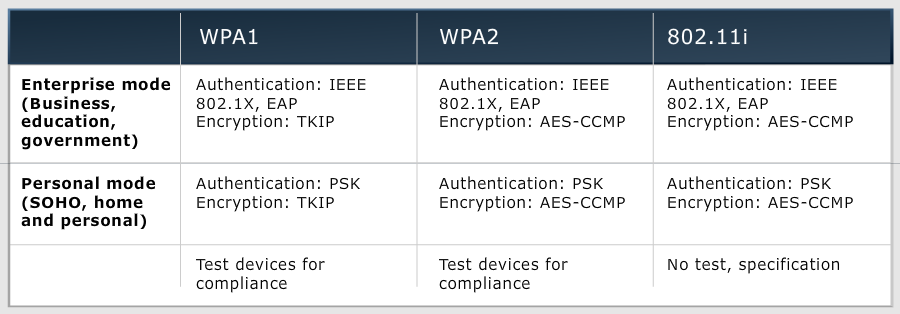 WPA1 WPA2 802.11i
Enterprise mode
(Business,
education,
government)
Authentication: IEEE
802.1X, EAP
Encryption: TKIP
Authentication: IEEE
802.1X, EAP
Encryption: AES-CCMP
Authentication: IEEE
802.1X, EAP
Encryption: AES-CCMP
Personal mode
(SOHO, home
and personal)
Authentication: PSK
Encryption: TKIP
Authentication: PSK
Encryption: AES-CCMP
Authentication: PSK
Encryption: AES-CCMP
Test devices for
compliance
Test devices for
compliance
No test, specification